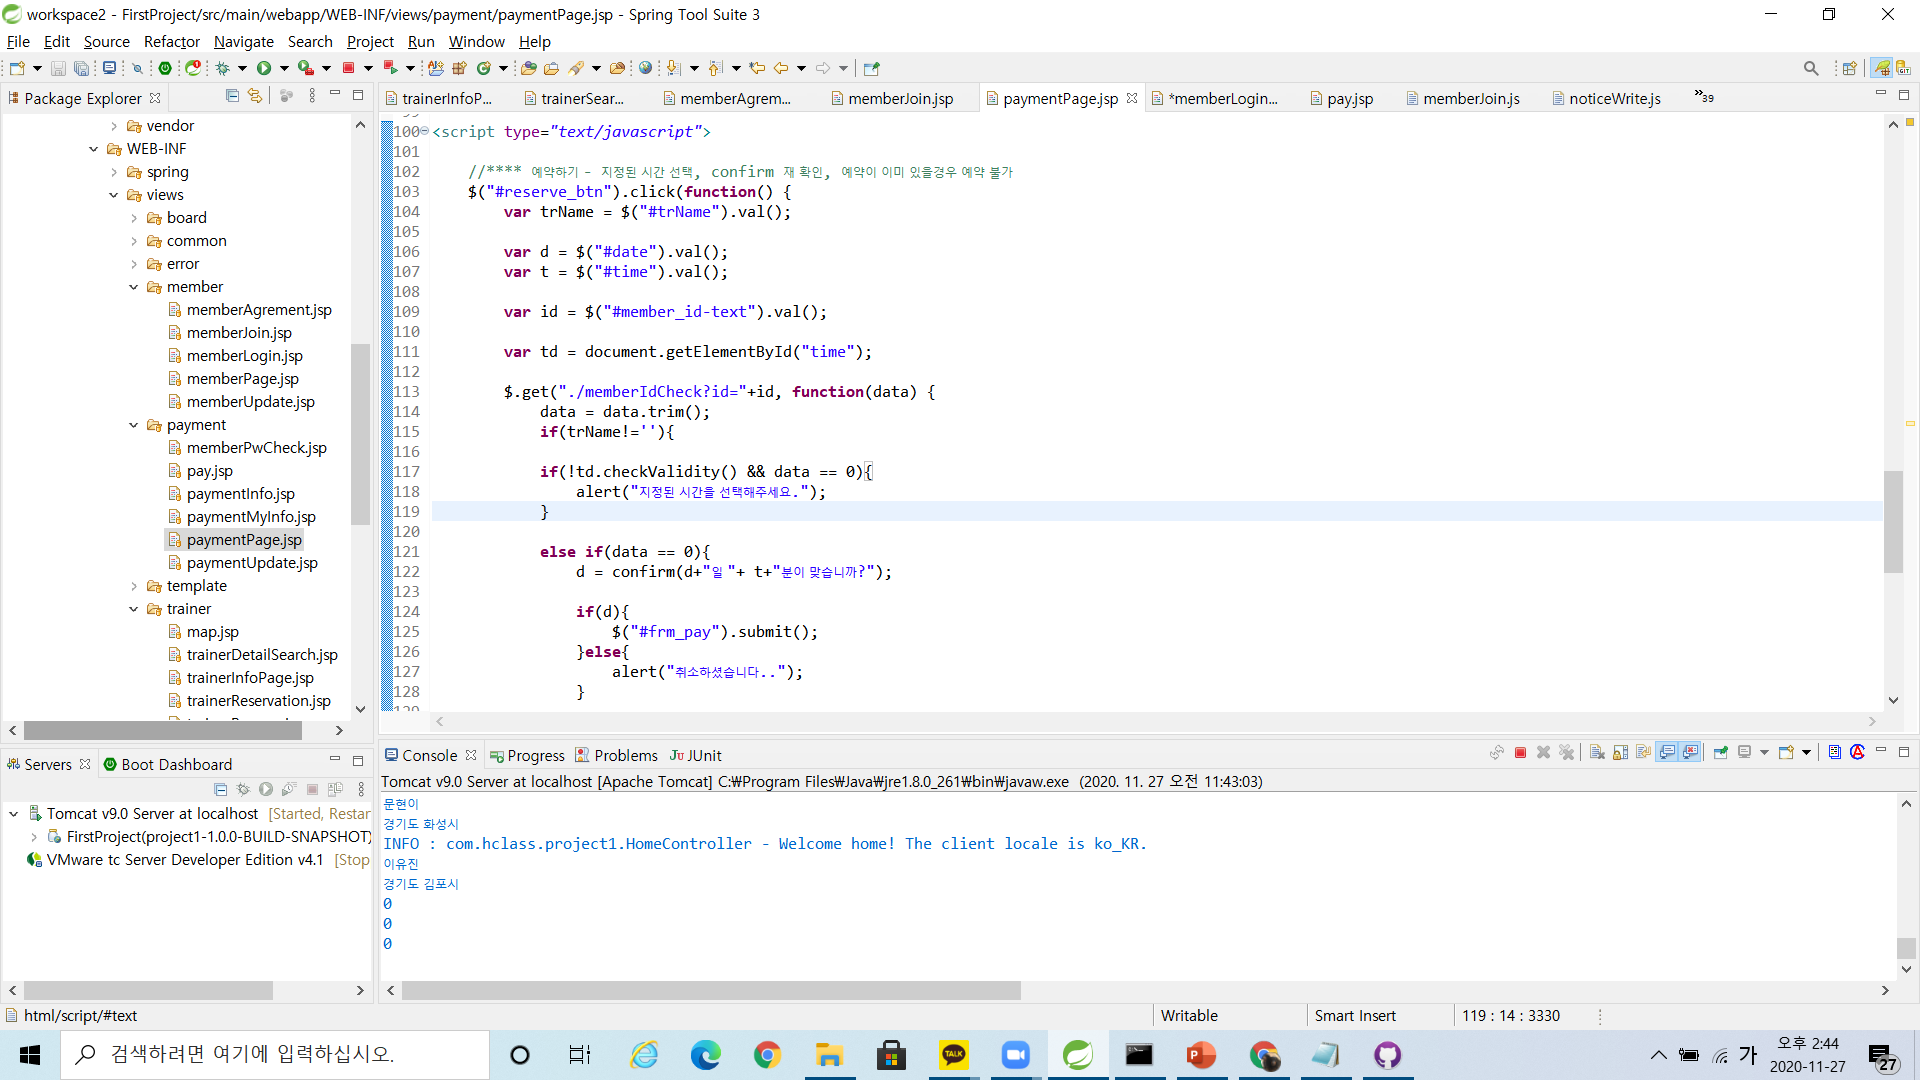 workspace2 - FirstProject/src/main/webapp/WEB-INF/views/payment/paymentPage.jsp - Spring Tool Suite 3
File Edit Source Refactor Navigate Search Project Run Window Help
Package Explorer
vendor
WEB-INF
spring
views
board
common
error
member
memberAgrement.jsp
memberJoin.jsp
memberLogin.jsp
memberPage.jsp
memberUpdate.jsp
payment
memberPwCheck.jsp
pay.jsp
paymentInfo.jsp
paymentMyInfo.jsp
paymentPage.jsp
paymentUpdate.jsp
template
trainer
map.jsp
trainerDetailSearch.jsp
trainerInfoPage.jsp
trainerReservation.jsp
trainerInfoP... trainerSear... memberAgrem... memberJoin.jsp paymentPage.jsp *memberLogin... pay.jsp memberJoin.js noticeWrite.js »39
100 <script type="text/javascript">
101
102 //**** 예약하기 - 지정된 시간 선택, confirm 재 확인, 예약이 이미 있을경우 예약 불가
103 $("#reserve_btn").click(function() {
104 var trName = $("#trName").val();
105
106 var d = $("#date").val();
107 var t = $("#time").val();
108
109 var id = $("#member_id-text").val();
110
111 var td = document.getElementById("time");
112
113 $.get("./memberIdCheck?id="+id, function(data) {
114 data = data.trim();
115 if(trName!=''){
116
117 if(!td.checkValidity() && data == 0){
118 alert("지정된 시간을 선택해주세요.");
119 }
120
121 else if(data == 0){
122 d = confirm(d+"일 "+ t+"분이 맞습니까?");
123
124 if(d){
125 $("#frm_pay").submit();
126 }else{
127 alert("취소하셨습니다..");
128 }
Servers Boot Dashboard
Tomcat v9.0 Server at localhost [Started, Restar
FirstProject(project1-1.0.0-BUILD-SNAPSHOT)
VMware tc Server Developer Edition v4.1 [Stop
Console Progress Problems JUnit
Tomcat v9.0 Server at localhost [Apache Tomcat] C:₩Program Files₩Java₩jre1.8.0_261₩bin₩javaw.exe (2020. 11. 27 오전 11:43:03)
문현이
경기도 화성시
INFO : com.hclass.project1.HomeController - Welcome home! The client locale is ko_KR.
이유진
경기도 김포시
0
0
0
html/script/#text Writable Smart Insert 119 : 14 : 3330
검색하려면 여기에 입력하십시오.
TALK
가
오후 2:44
2020-11-27
27